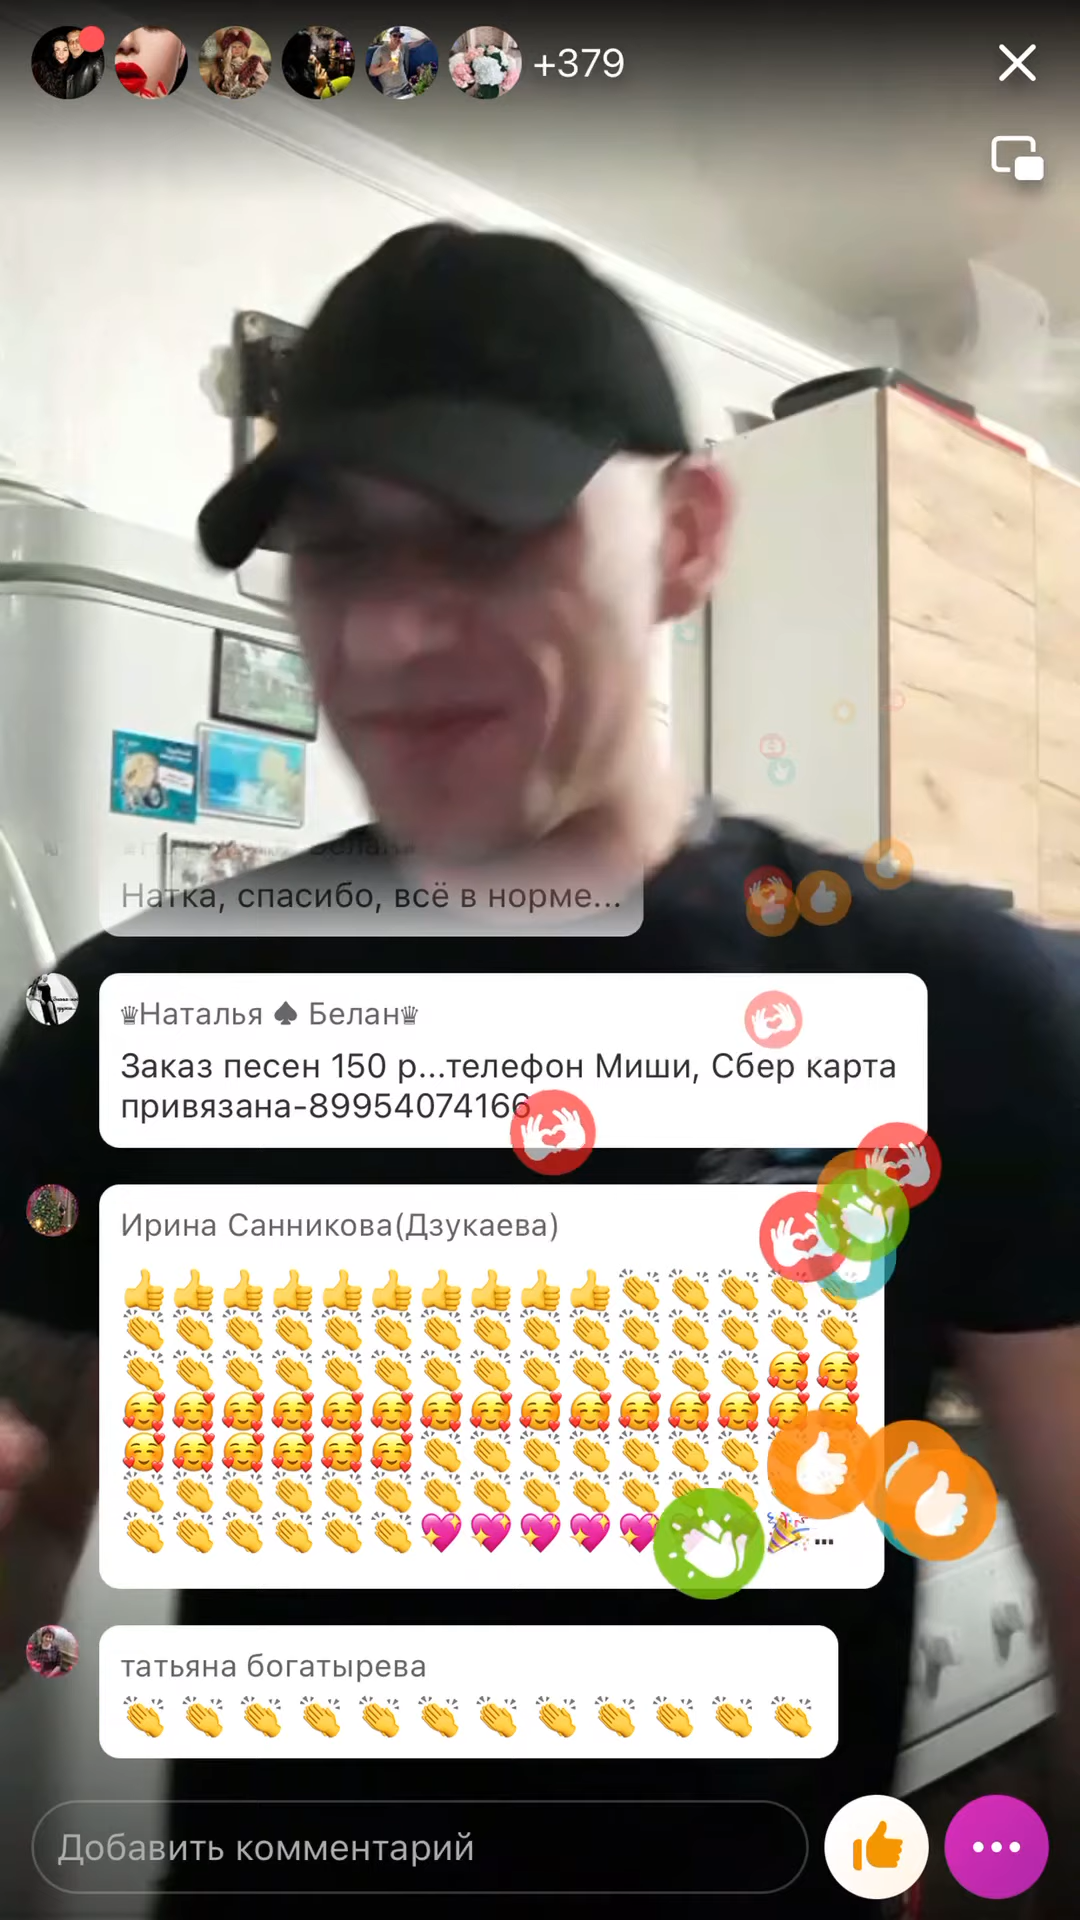 +379
Натка, спасибо, всё в норме...
♕Наталья ♠ Белан♕
Заказ песен 150 р...телефон Миши, Сбер карта
привязана-89954074166
Ирина Санникова(Дзукаева)
👍👍👍👍👍👍👍👍👍👍👏👏👏👏👏
👏👏👏👏👏👏👏👏👏👏👏👏👏👏👏
👏👏👏👏👏👏👏👏👏👏👏👏👏🥰🥰
🥰🥰🥰🥰🥰🥰🥰🥰🥰🥰🥰🥰🥰🥰🥰
🥰🥰🥰🥰🥰🥰👏👏👏👏👏👏👏
👏👏👏👏👏👏👏👏👏👏👏👏👏
👏👏👏👏👏👏💖💖💖💖💖🎉...
татьяна богатырева
👏👏👏👏👏👏👏👏👏👏👏👏
Добавить комментарий